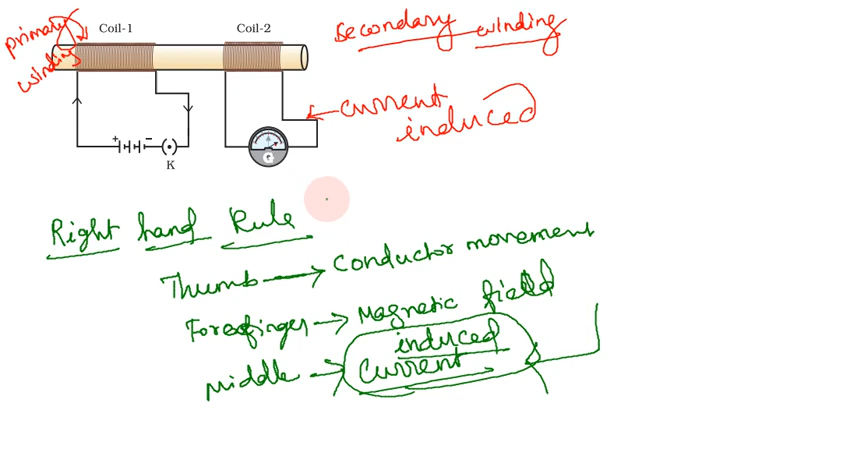 primary
winding
Coil-1
Coil-2
secondary winding
current
induced
+
−
K
G
Right hand Rule
Thumb → Conductor movement
Forefinger → Magnetic field
middle → induced
current